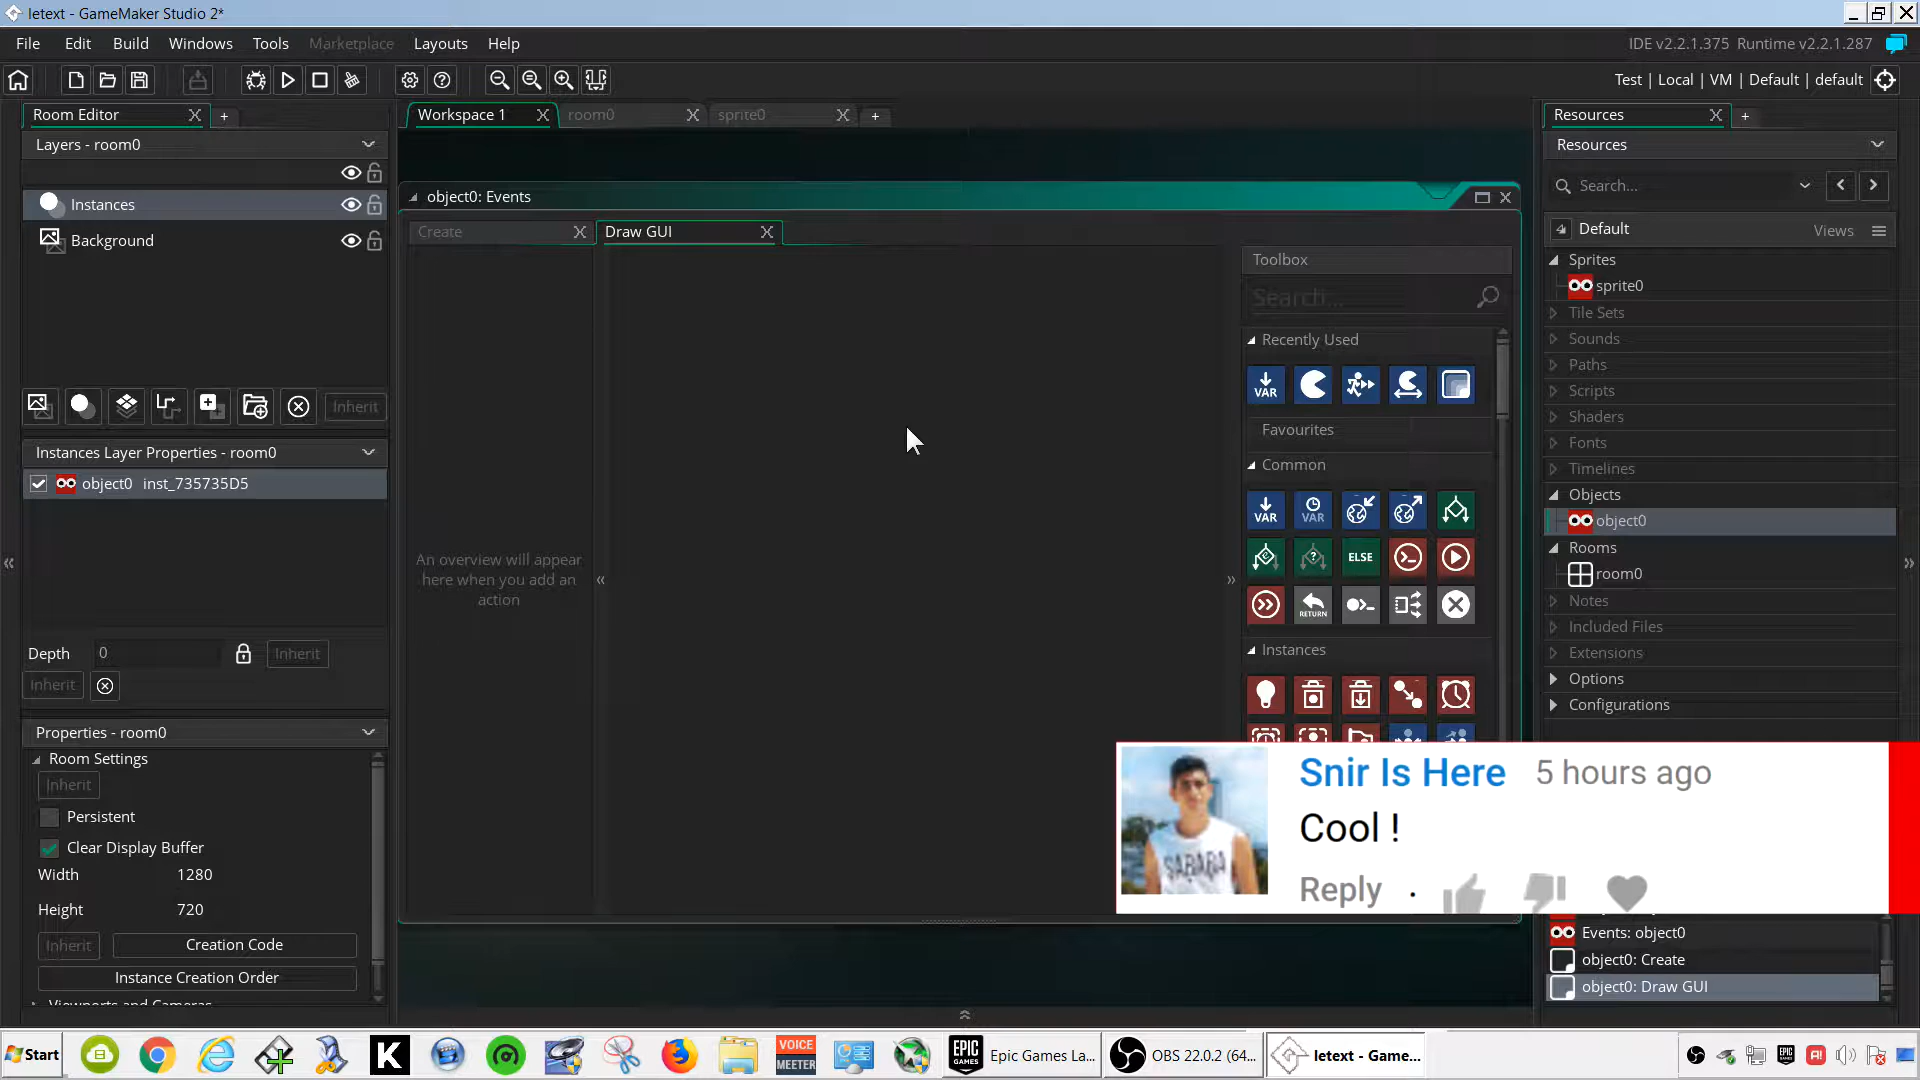 letext - GameMaker Studio 2*
File Edit Build Windows Tools Marketplace Layouts Help
IDE v2.2.1.375 Runtime v2.2.1.287
Test | Local | VM | Default | default
Room Editor
Layers - room0
Instances
Background
Inherit
Instances Layer Properties - room0
object0 inst_735735D5
Depth 0 Inherit
Inherit
Properties - room0
Room Settings
Inherit
Persistent
Clear Display Buffer
Width 1280
Height 720
Inherit Creation Code
Instance Creation Order
Viewports and Cameras
Workspace 1 room0 sprite0
object0: Events
Create Draw GUI
An overview will appear
here when you add an
action
Toolbox
Search...
Recently Used
VAR
Favourites
Common
VAR VAR
ELSE
RETURN
Instances
Resources
Resources
Search...
Default Views
Sprites
sprite0
Tile Sets
Sounds
Paths
Scripts
Shaders
Fonts
Timelines
Objects
object0
Rooms
room0
Notes
Included Files
Extensions
Options
Configurations
Snir Is Here 5 hours ago
SABABA
Cool !
Reply
Events: object0
object0: Create
object0: Draw GUI
Start
K
VOICE
MEETER
EPIC
GAMES
Epic Games La...
OBS 22.0.2 (64...
letext - Game...